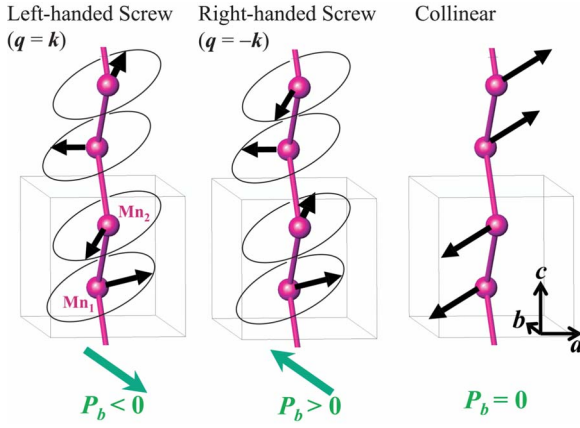 Left-handed Screw
(q = k)
Right-handed Screw
(q = –k)
Collinear
Mn2
Mn1
c
b
a
Pb < 0
Pb > 0
Pb = 0